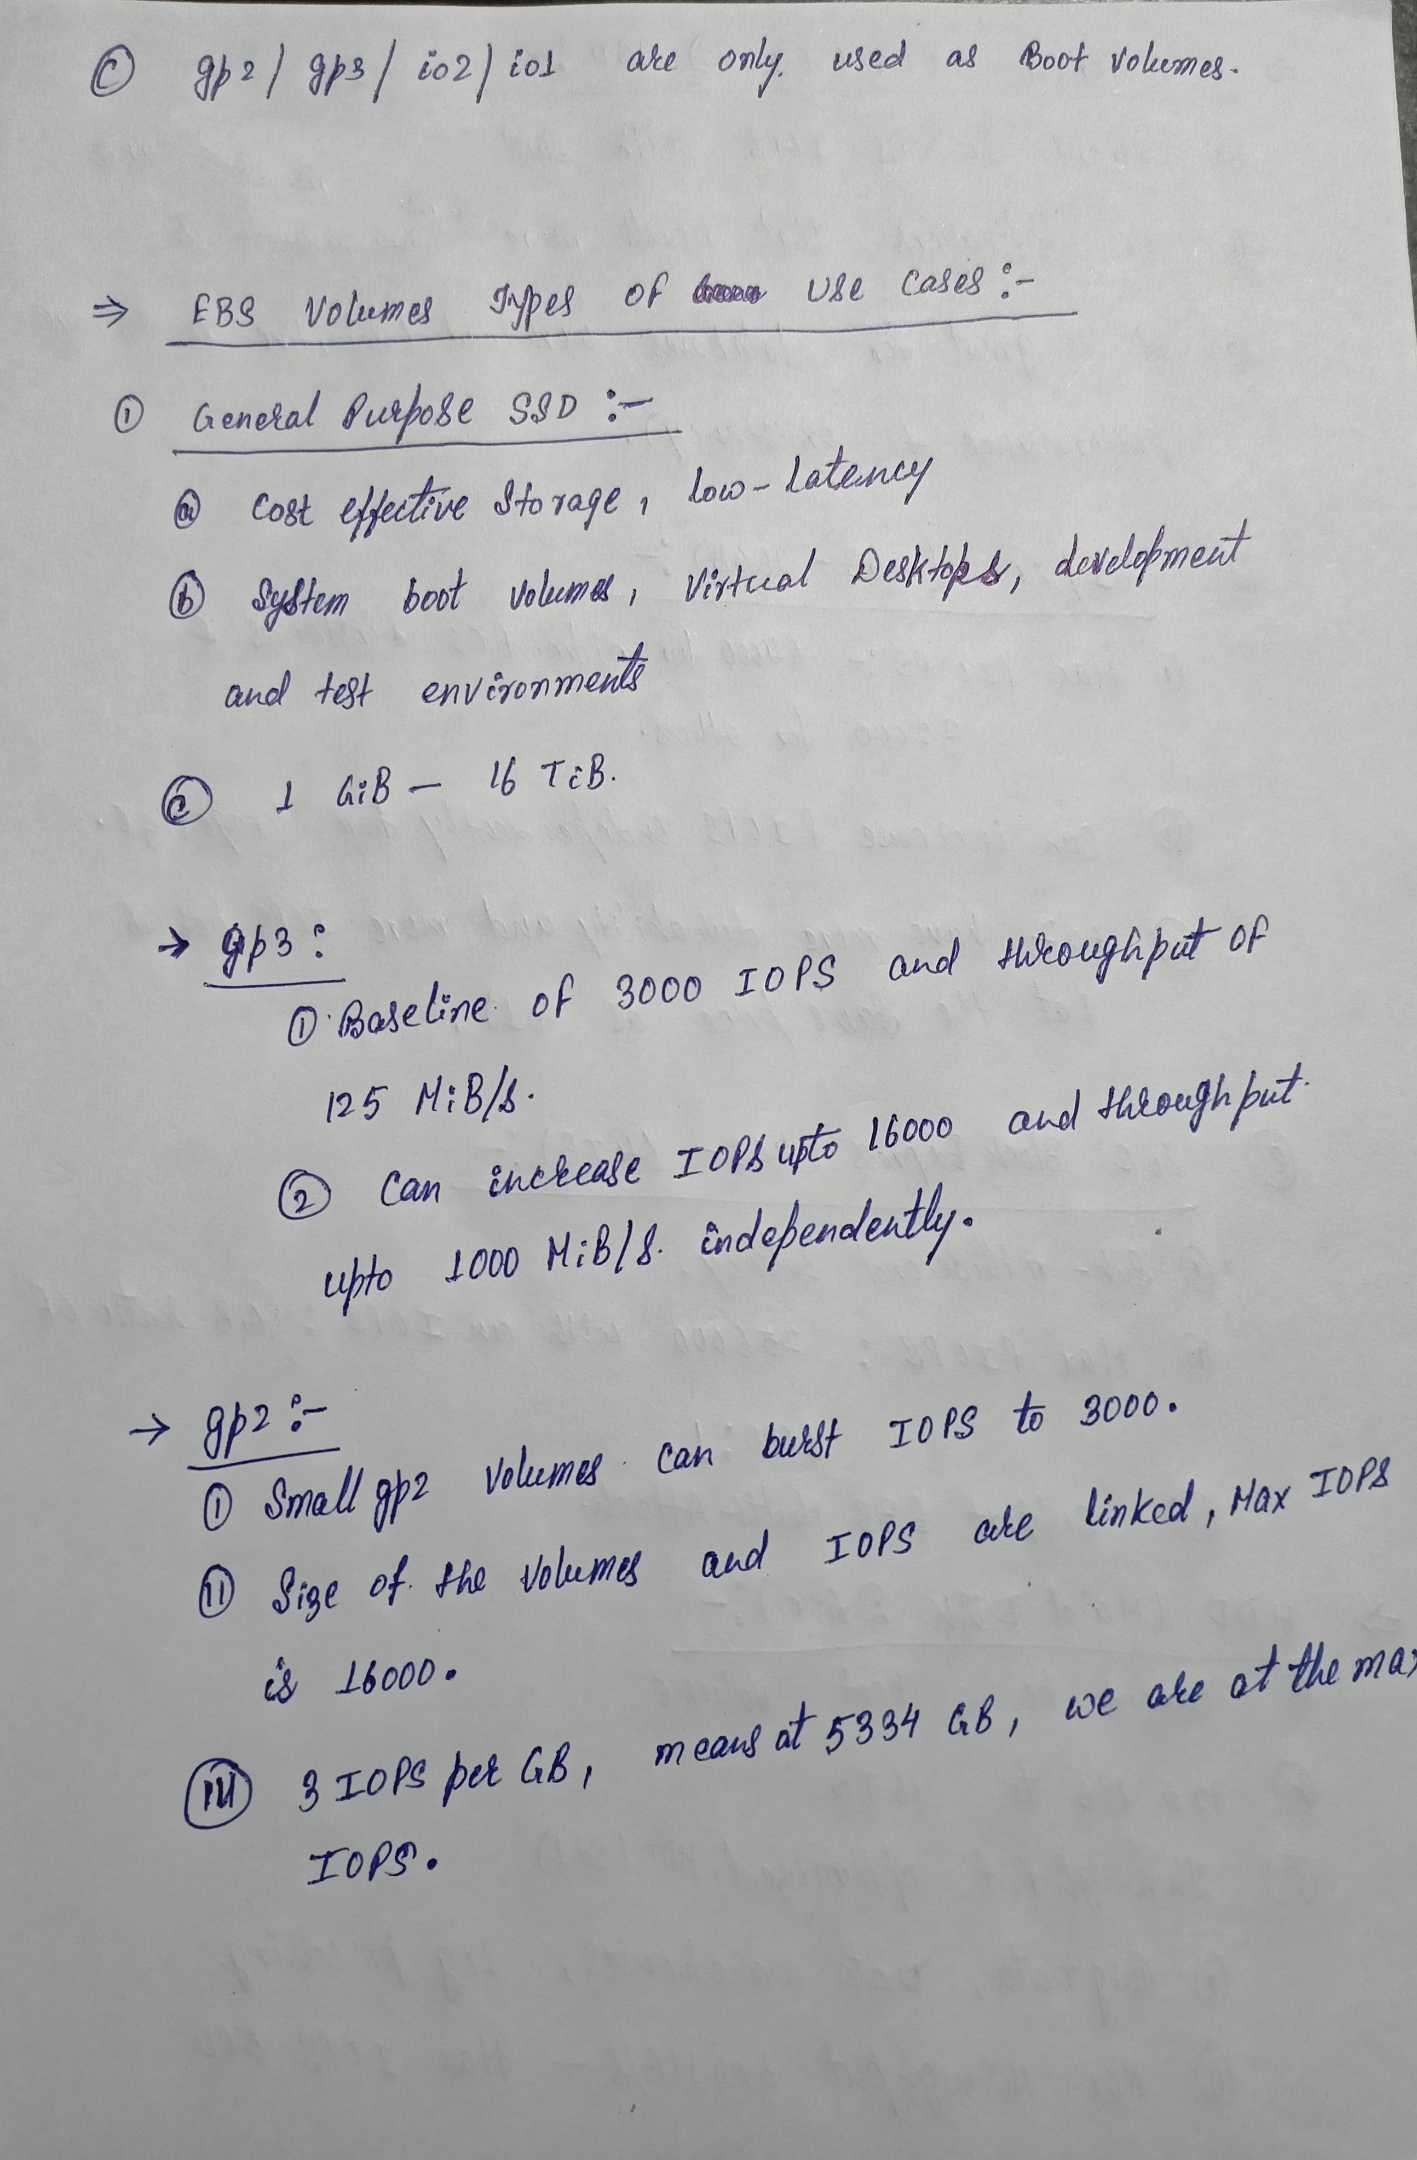 Ⓒ gp2/ gp3/ io2/ io1 are only used as Boot Volumes.
⇒ EBS Volumes Types of Use Cases :-
① General Purpose SSD :-
ⓐ Cost effective Storage, low-latency
ⓑ System boot volumes, Virtual Desktops, development
and test environments
ⓒ 1 GiB - 16 TiB.
→ gp3 :
① Baseline of 3000 IOPS and throughput of
125 MiB/s.
② Can increase IOPS upto 16000 and throughput
upto 1000 MiB/s. independently.
→ gp2 :-
Ⓘ Small gp2 volumes can burst IOPS to 3000.
(II) Size of the Volumes and IOPS are linked, Max IOPS
is 16000.
(III) 3 IOPS per GB, means at 5334 GB, we are at the max
IOPS.